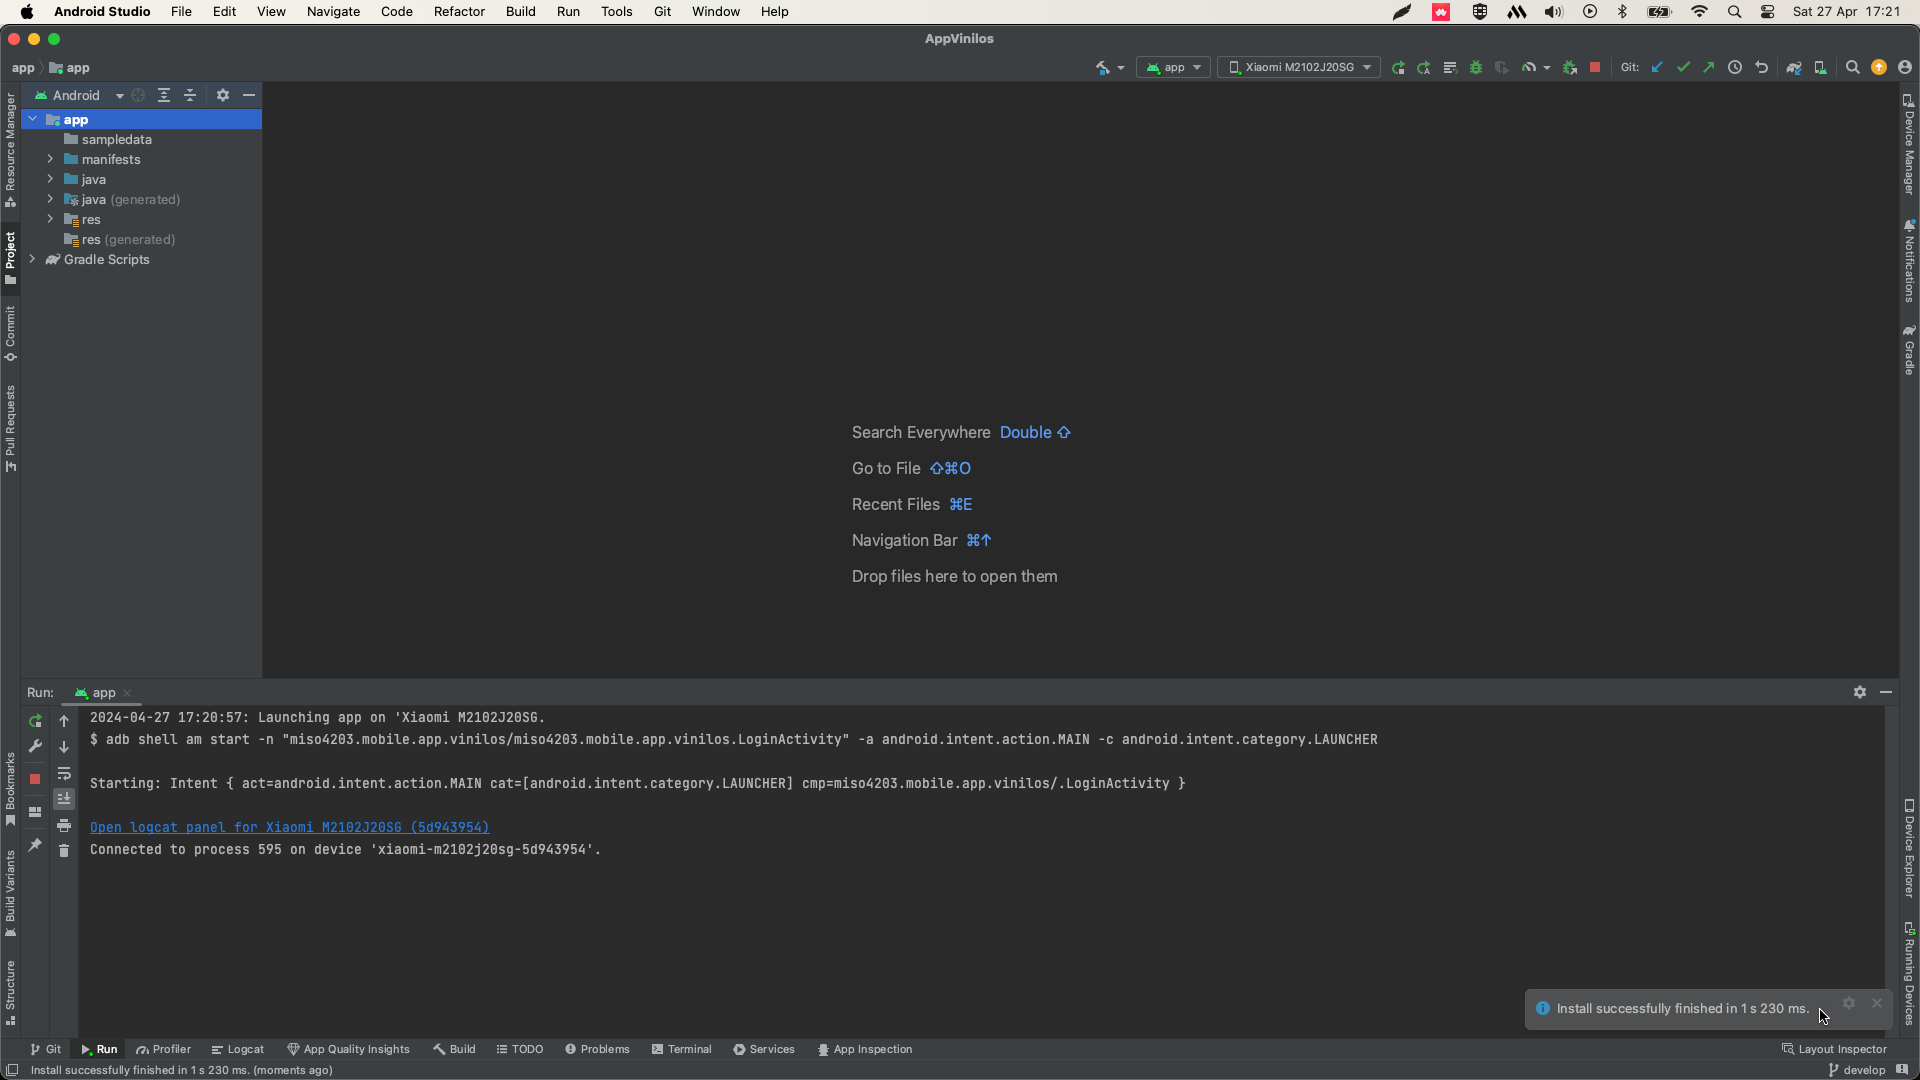 Android Studio File Edit View Navigate Code Refactor Build Run Tools Git Window Help Sat 27 Apr 17:21
AppVinilos
app app app Xiaomi M2102J20SG Git:
Android
app
sampledata
manifests
java
java (generated)
res
res (generated)
Gradle Scripts
Resource Manager
Project
Commit
Pull Requests
Bookmarks
Build Variants
Structure
Device Manager
Notifications
Gradle
Device Explorer
Running Devices
Search Everywhere Double ⇧
Go to File ⇧⌘O
Recent Files ⌘E
Navigation Bar ⌘↑
Drop files here to open them
Run: app
2024-04-27 17:20:57: Launching app on 'Xiaomi M2102J20SG.
$ adb shell am start -n "miso4203.mobile.app.vinilos/miso4203.mobile.app.vinilos.LoginActivity" -a android.intent.action.MAIN -c android.intent.category.LAUNCHER
Starting: Intent { act=android.intent.action.MAIN cat=[android.intent.category.LAUNCHER] cmp=miso4203.mobile.app.vinilos/.LoginActivity }
Open logcat panel for Xiaomi M2102J20SG (5d943954)
Connected to process 595 on device 'xiaomi-m2102j20sg-5d943954'.
Install successfully finished in 1 s 230 ms.
Git Run Profiler Logcat App Quality Insights Build TODO Problems Terminal Services App Inspection Layout Inspector
Install successfully finished in 1 s 230 ms. (moments ago) develop